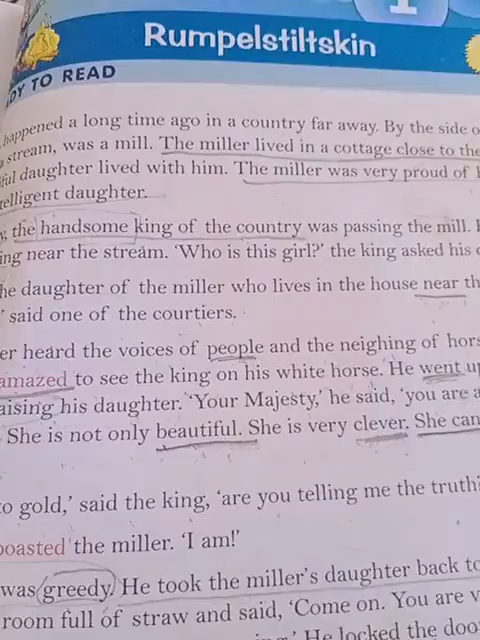 1
Rumpelstiltskin
DY TO READ
happened a long time ago in a country far away. By the side o
a stream, was a mill. The miller lived in a cottage close to the
ful daughter lived with him. The miller was very proud of
telligent daughter.
y, the handsome king of the country was passing the mill.
ing near the stream. ‘Who is this girl?’ the king asked his
he daughter of the miller who lives in the house near th
’ said one of the courtiers.
er heard the voices of people and the neighing of hors
amazed to see the king on his white horse. He went up
aising his daughter. ‘Your Majesty,’ he said, ‘you are a
She is not only beautiful. She is very clever. She can
to gold,’ said the king, ‘are you telling me the truth?
boasted the miller. ‘I am!’
was greedy. He took the miller’s daughter back to
room full of straw and said, ‘Come on. You are v
He locked the doo